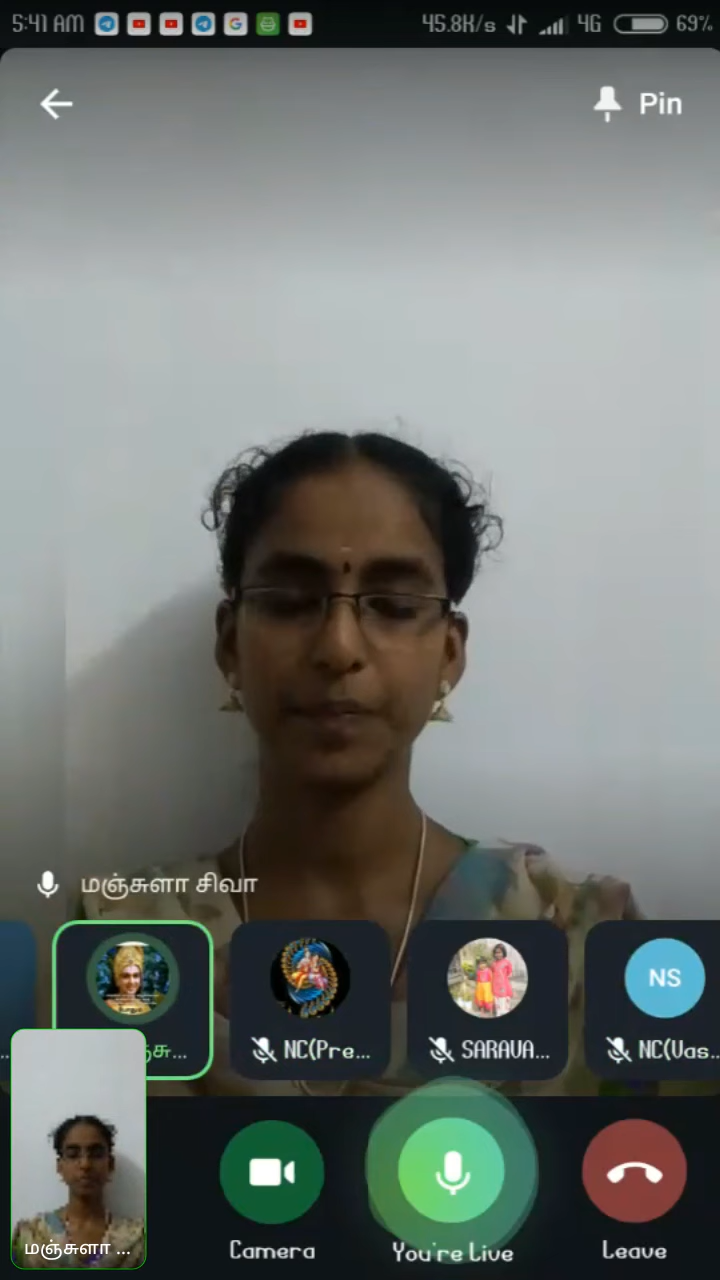 5:41 AM 45.8K/s 4G 69%
Pin
மஞ்சுளா சிவா
NS
...சு... NC(Pre... SARAVA... NC(Vas...
மஞ்சுளா ...
Camera You're Live Leave